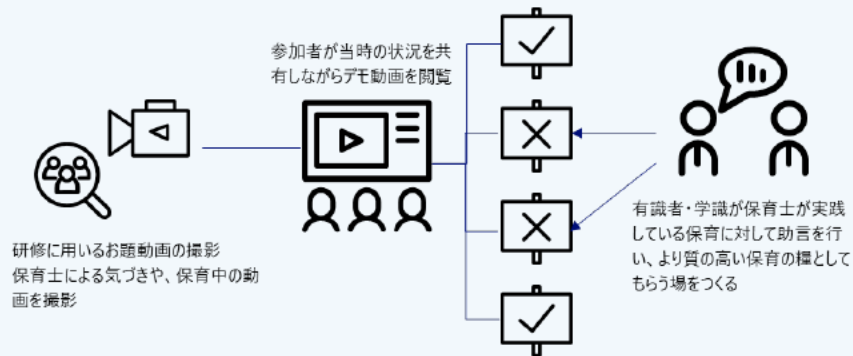 参加者が当時の状況を共
有しながらデモ動画を閲覧
研修に用いるお題動画の撮影
保育士による気づきや、保育中の動
画を撮影
有識者・学識が保育士が実践
している保育に対して助言を行
い、より質の高い保育の糧として
もらう場をつくる